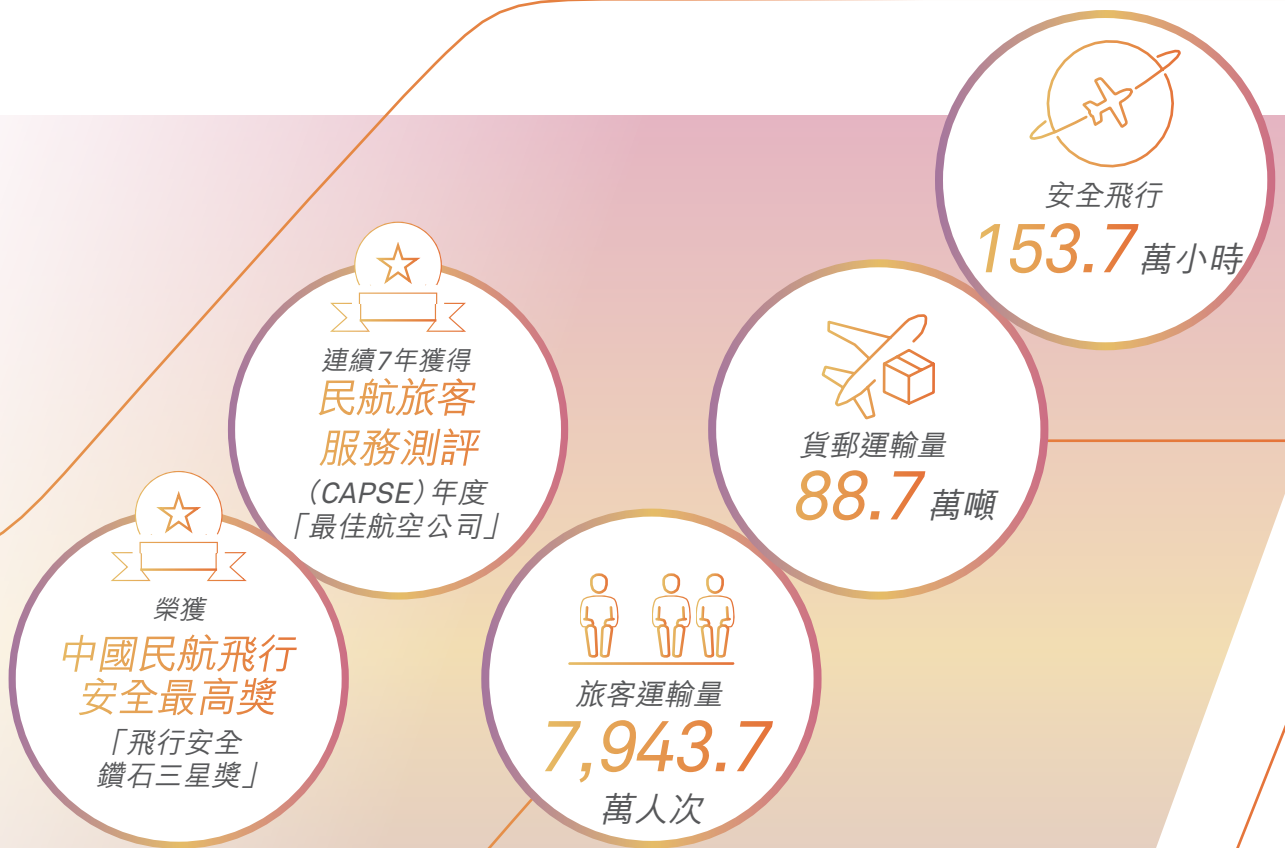 安全飛行
153.7 萬小時
連續7年獲得
民航旅客
服務測評
（CAPSE）年度
「最佳航空公司」
貨郵運輸量
88.7 萬噸
榮獲
中國民航飛行
安全最高獎
「飛行安全
鑽石三星獎」
旅客運輸量
7,943.7
萬人次